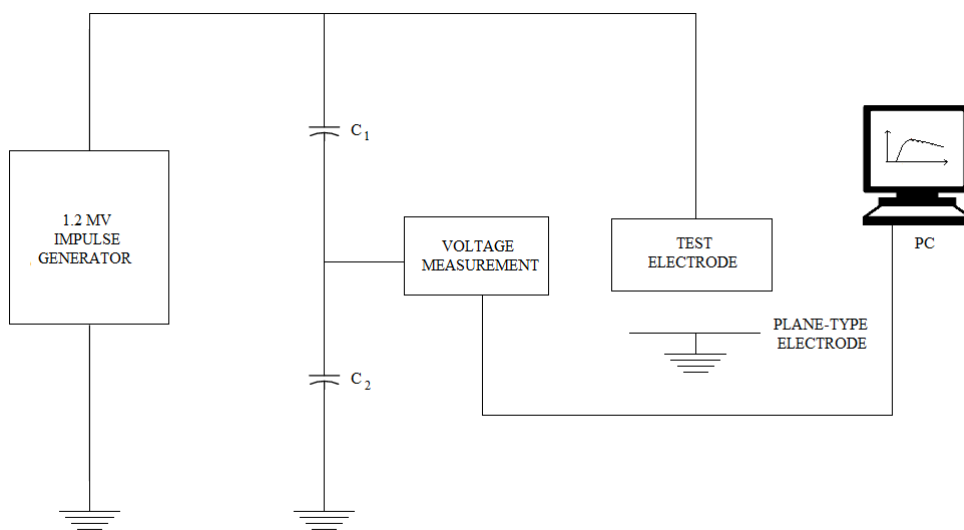 C1
1.2 MV
IMPULSE
GENERATOR
VOLTAGE
MEASUREMENT
TEST
ELECTRODE
PC
PLANE-TYPE
ELECTRODE
C2